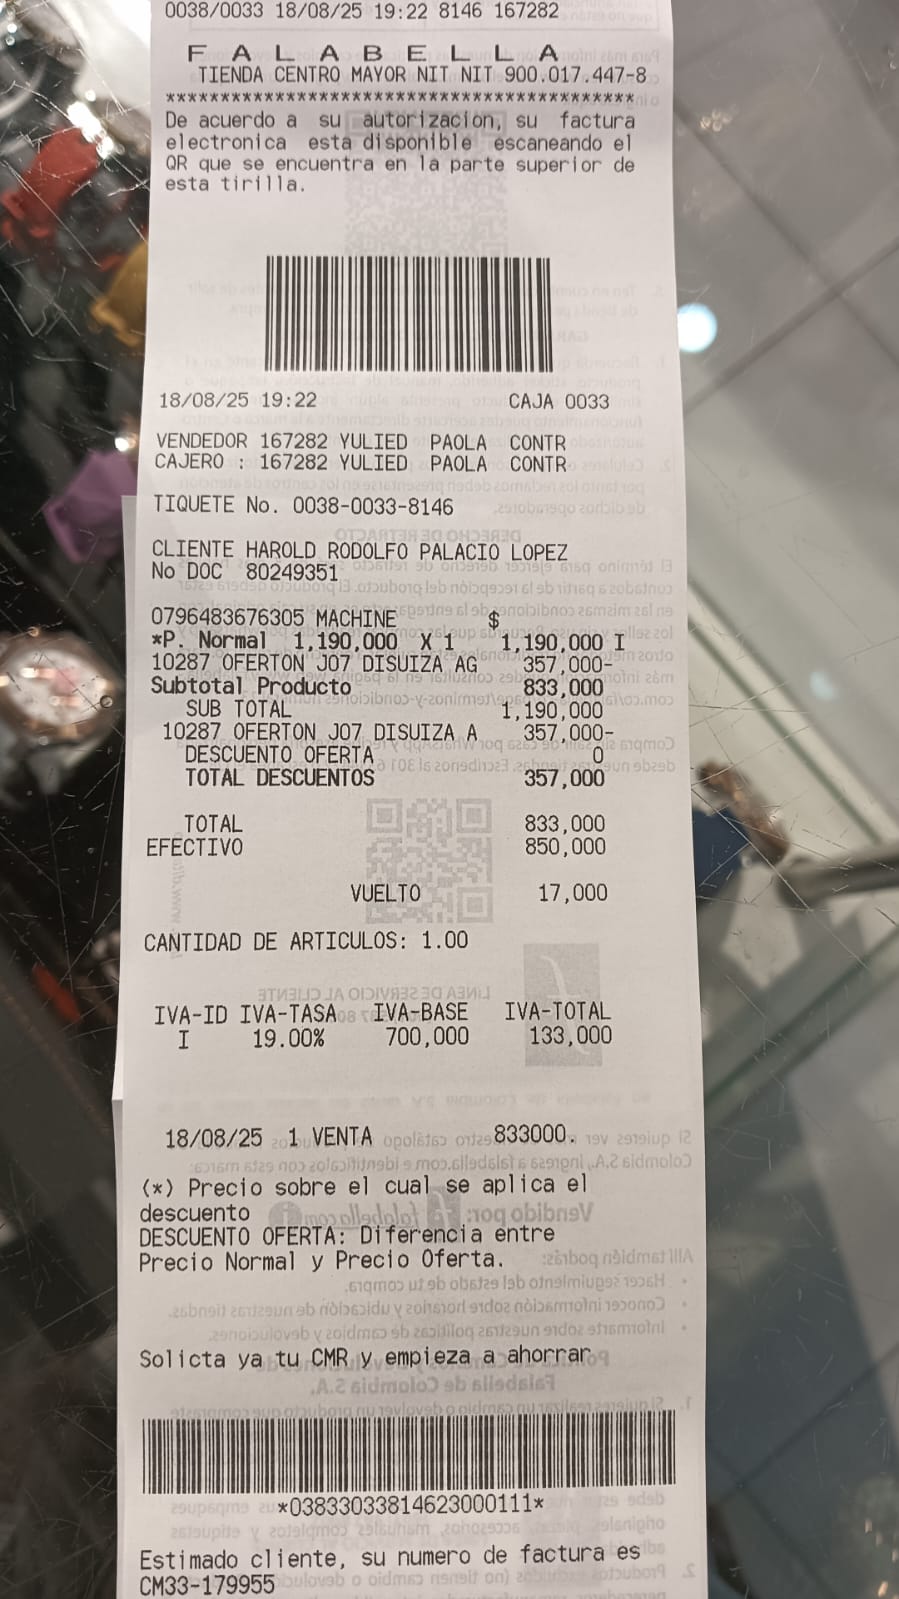 0038/0033 18/08/25 19:22 8146 167282
F A L A B E L L A
TIENDA CENTRO MAYOR NIT NIT 900.017.447-8
*******************************************
De acuerdo a su autorizacion, su factura
electronica esta disponible escaneando el
QR que se encuentra en la parte superior de
esta tirilla.
18/08/25 19:22 CAJA 0033
VENDEDOR 167282 YULIED PAOLA CONTR
CAJERO : 167282 YULIED PAOLA CONTR
TIQUETE No. 0038-0033-8146
CLIENTE HAROLD RODOLFO PALACIO LOPEZ
No DOC 80249351
0796483676305 MACHINE $
*P. Normal 1,190,000 X 1 1,190,000 I
10287 OFERTON J07 DISUIZA AG 357,000-
Subtotal Producto 833,000
SUB TOTAL 1,190,000
10287 OFERTON J07 DISUIZA A 357,000-
DESCUENTO OFERTA 0
TOTAL DESCUENTOS 357,000
TOTAL 833,000
EFECTIVO 850,000
VUELTO 17,000
CANTIDAD DE ARTICULOS: 1.00
IVA-ID IVA-TASA IVA-BASE IVA-TOTAL
I 19.00% 700,000 133,000
18/08/25 1 VENTA 833000.
(*) Precio sobre el cual se aplica el
descuento
DESCUENTO OFERTA: Diferencia entre
Precio Normal y Precio Oferta.
Solicta ya tu CMR y empieza a ahorrar
*03833033814623000111*
Estimado cliente, su numero de factura es
CM33-179955